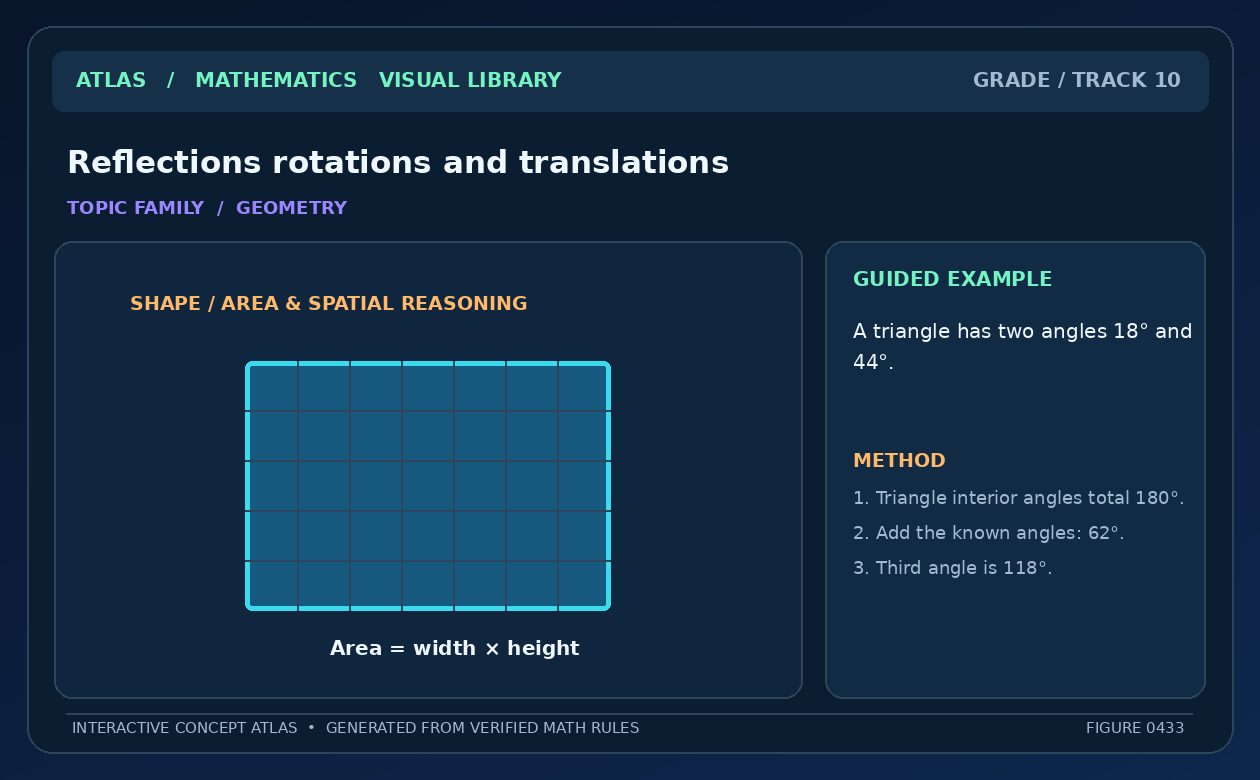 ATLAS / MATHEMATICS VISUAL LIBRARY
GRADE / TRACK 10
Reflections rotations and translations
TOPIC FAMILY / GEOMETRY
SHAPE / AREA & SPATIAL REASONING
Area = width × height
GUIDED EXAMPLE
A triangle has two angles 18° and
44°.
METHOD
1. Triangle interior angles total 180°.
2. Add the known angles: 62°.
3. Third angle is 118°.
INTERACTIVE CONCEPT ATLAS • GENERATED FROM VERIFIED MATH RULES
FIGURE 0433